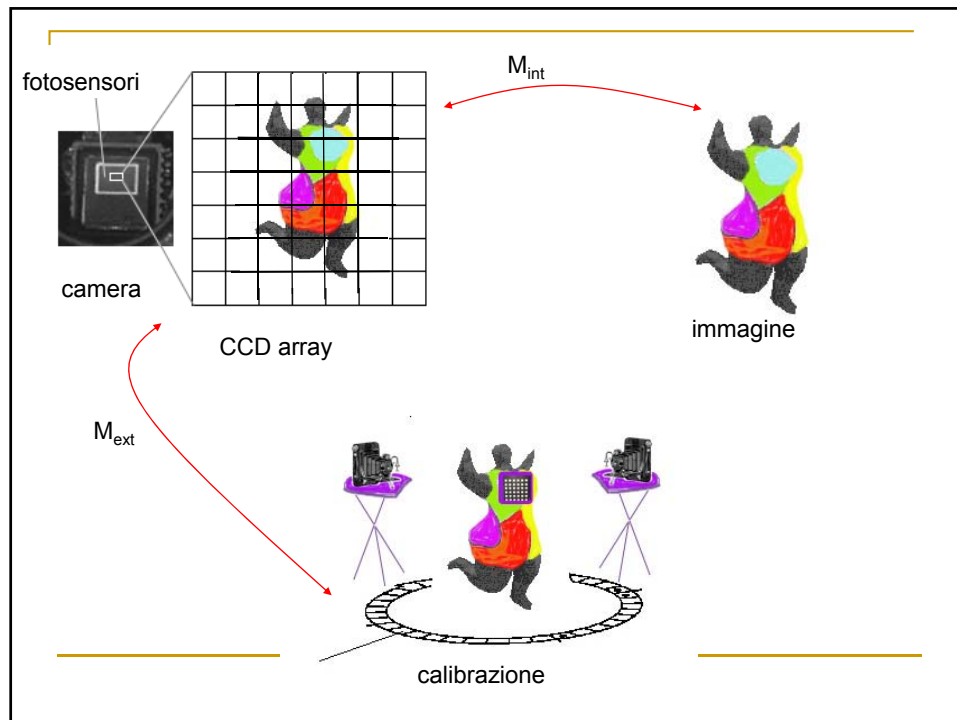 fotosensori
M_int
camera
CCD array
immagine
M_ext
calibrazione